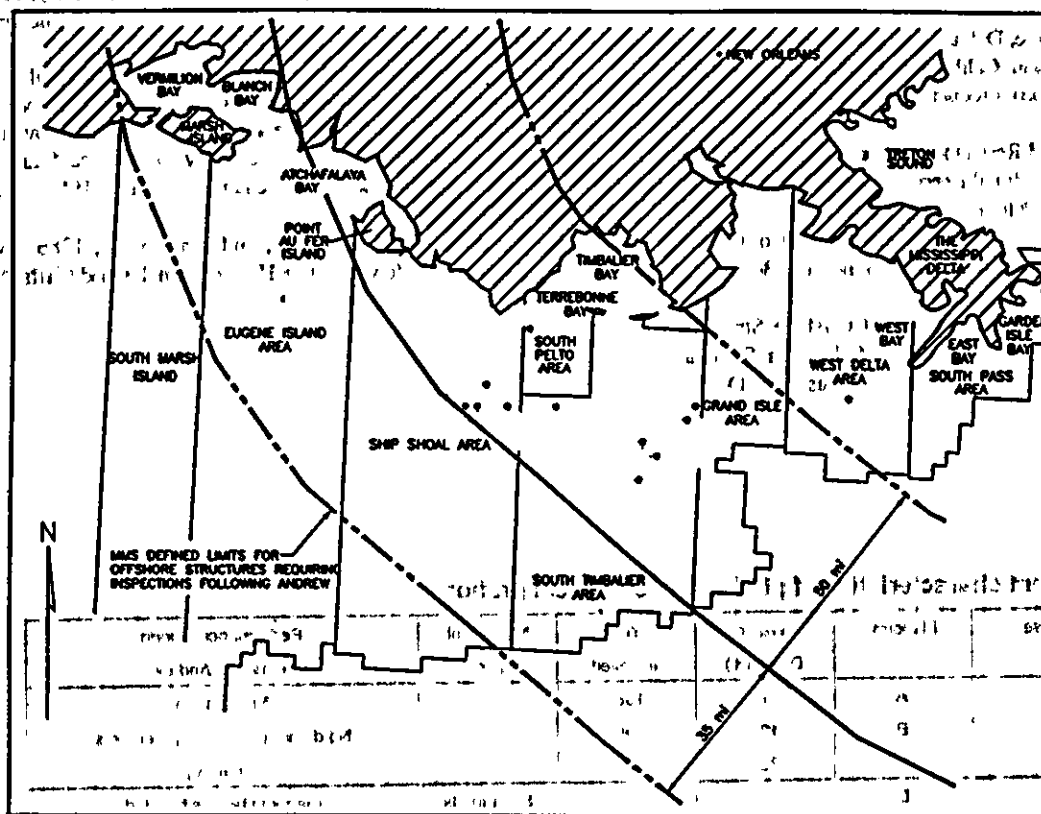 NEW ORLEANS
VERMILION
BAY
BLANCH
BAY
MARSH
ISLAND
ATCHAFALAYA
BAY
SOUND
POINT
AU FER
ISLAND
TIMBALIER
BAY
THE
MISSISSIPPI
DELTA
TERREBONNE
BAY
EUGENE ISLAND
AREA
SOUTH MARSH
ISLAND
SOUTH
PELTO
AREA
WEST
BAY
EAST
BAY
GARDEN
ISLE
BAY
WEST DELTA
AREA
SOUTH PASS
AREA
GRAND ISLE
AREA
SHIP SHOAL AREA
N
MMS DEFINED LIMITS FOR
OFFSHORE STRUCTURES REQUIRING
INSPECTIONS FOLLOWING ANDREW
SOUTH TIMBALIER
AREA
35 mi